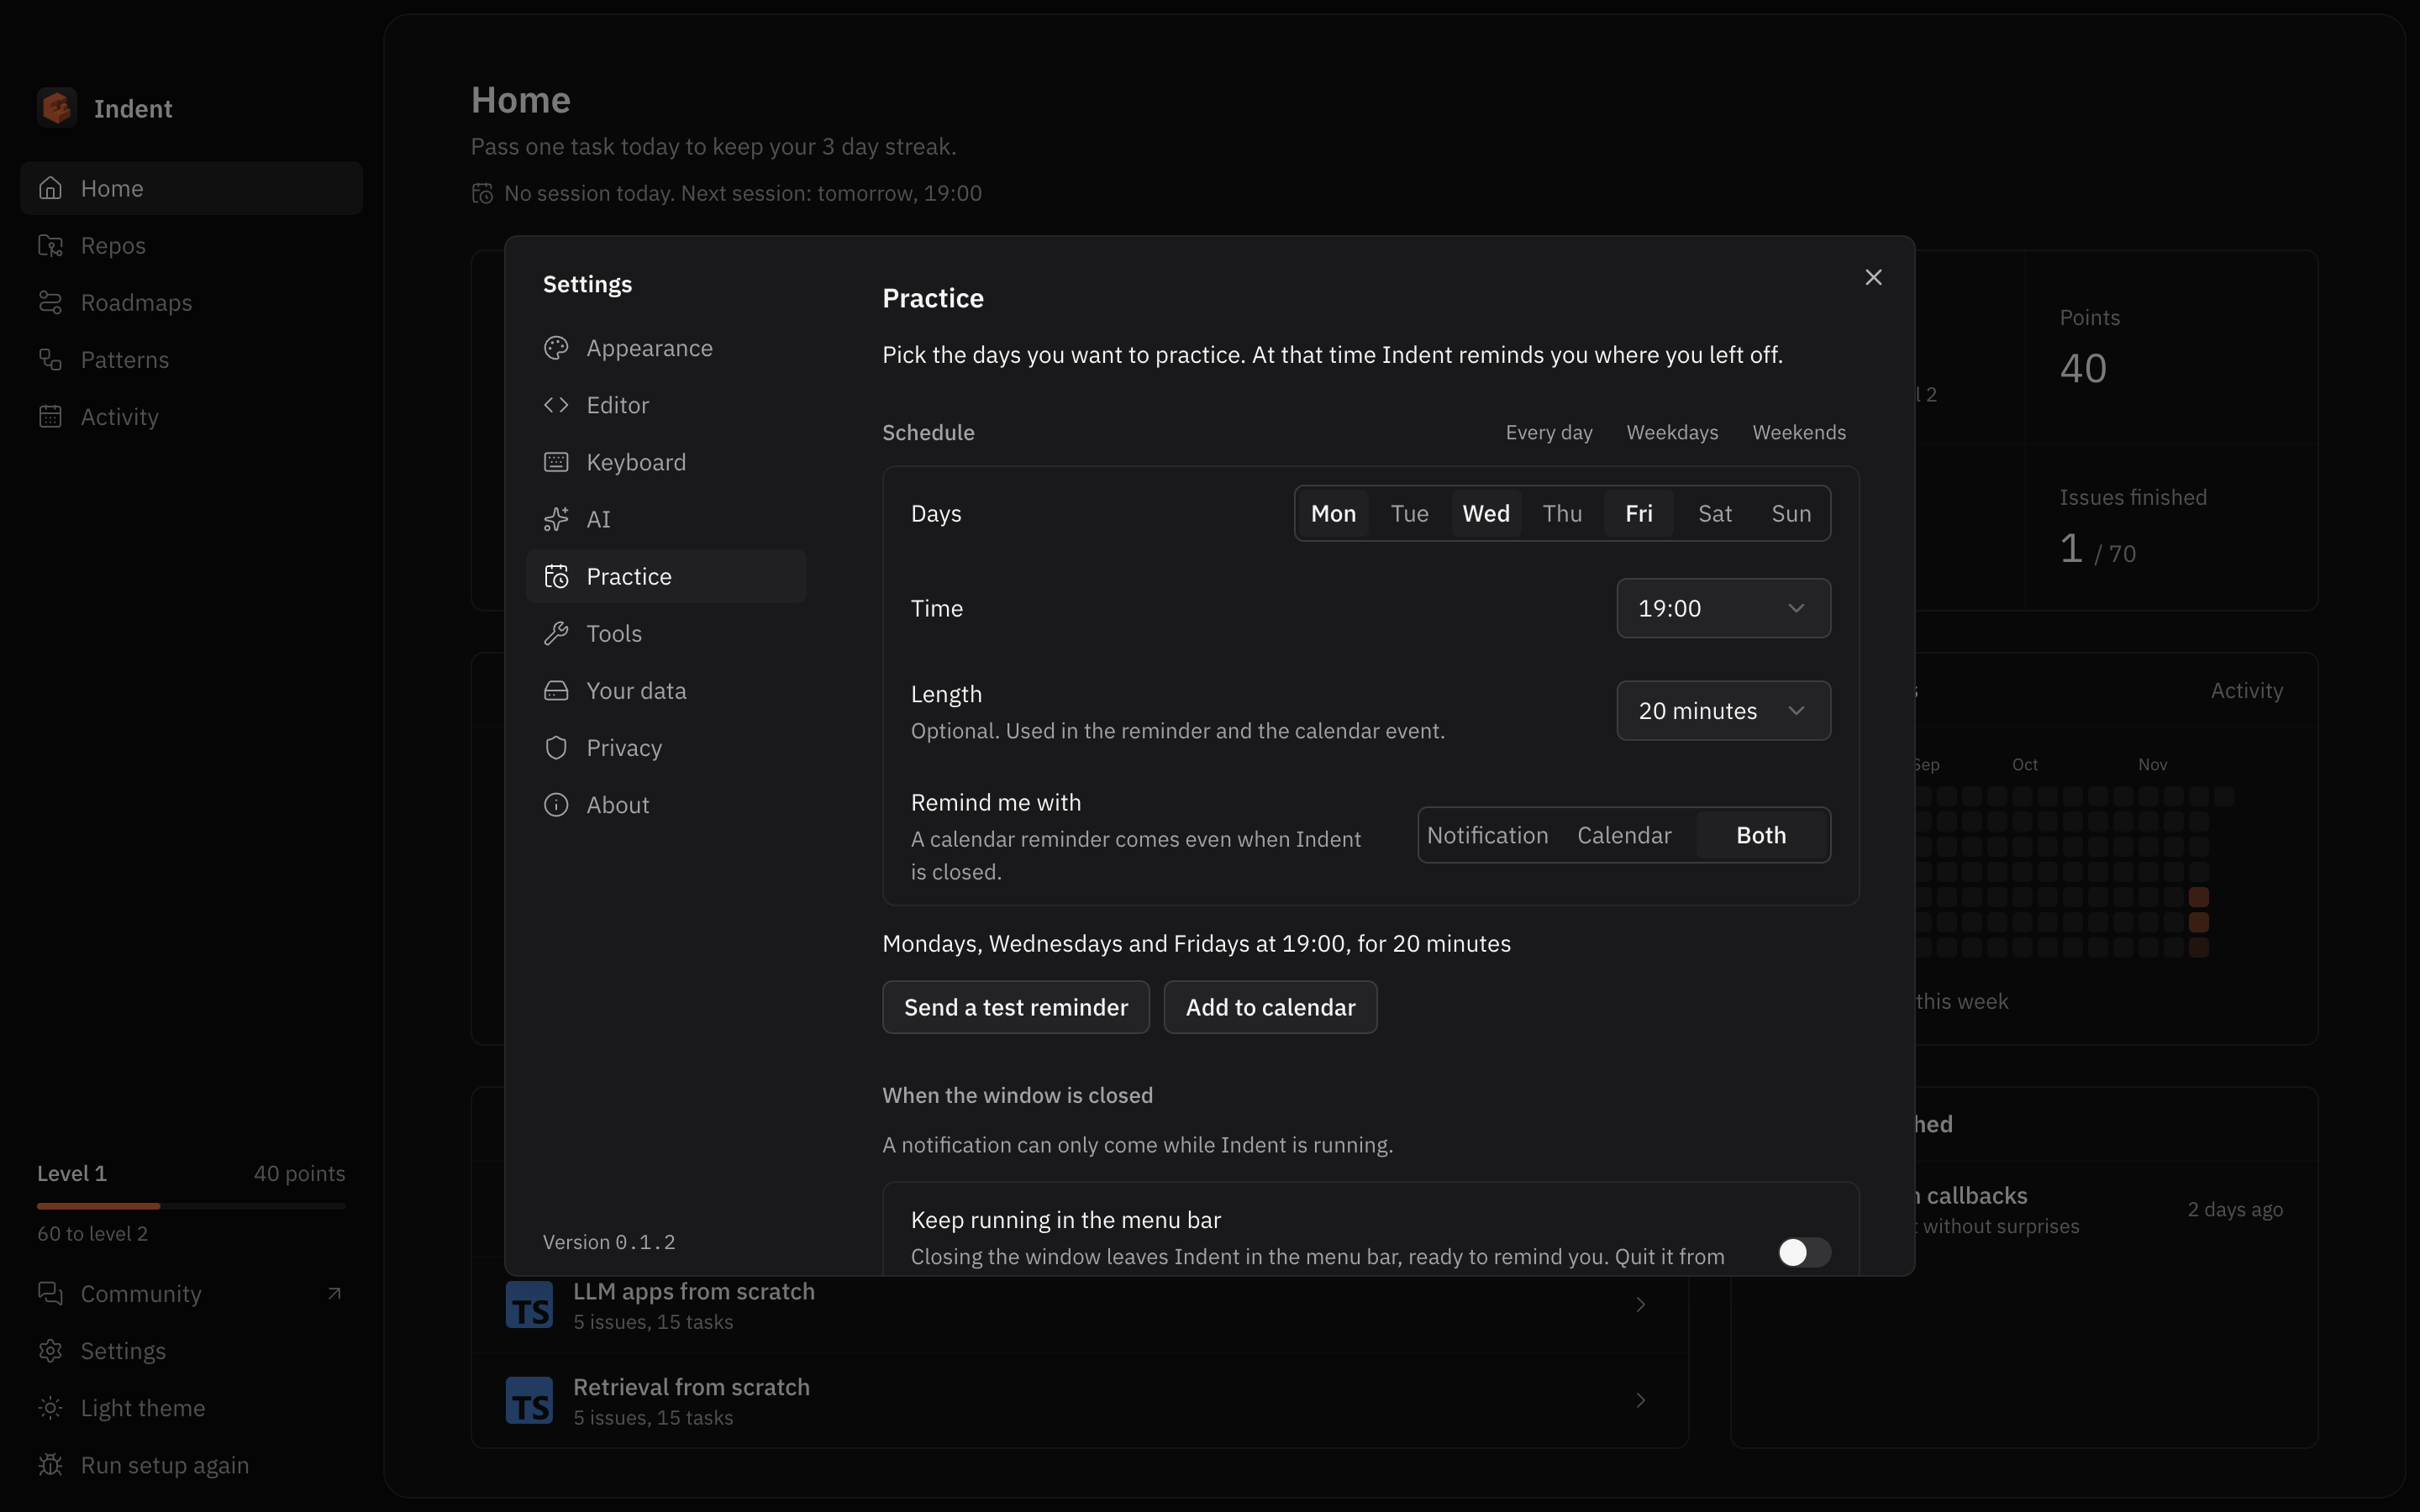 Indent
Home
Repos
Roadmaps
Patterns
Activity
Level 1
40 points
60 to level 2
Community
Settings
Light theme
Run setup again
Home
Pass one task today to keep your 3 day streak.
No session today. Next session: tomorrow, 19:00
Settings
Appearance
Editor
Keyboard
AI
Practice
Tools
Your data
Privacy
About
Version 0.1.2
Practice
Pick the days you want to practice. At that time Indent reminds you where you left off.
Schedule
Every day Weekdays Weekends
Days
Mon Tue Wed Thu Fri Sat Sun
Time
19:00
Length
Optional. Used in the reminder and the calendar event.
20 minutes
Remind me with
A calendar reminder comes even when Indent
is closed.
Notification Calendar Both
Mondays, Wednesdays and Fridays at 19:00, for 20 minutes
Send a test reminder
Add to calendar
When the window is closed
A notification can only come while Indent is running.
Keep running in the menu bar
Closing the window leaves Indent in the menu bar, ready to remind you. Quit it from
Points
40
2
Issues finished
1 / 70
Activity
Sep Oct Nov
this week
callbacks
without surprises
2 days ago
TS
LLM apps from scratch
5 issues, 15 tasks
TS
Retrieval from scratch
5 issues, 15 tasks